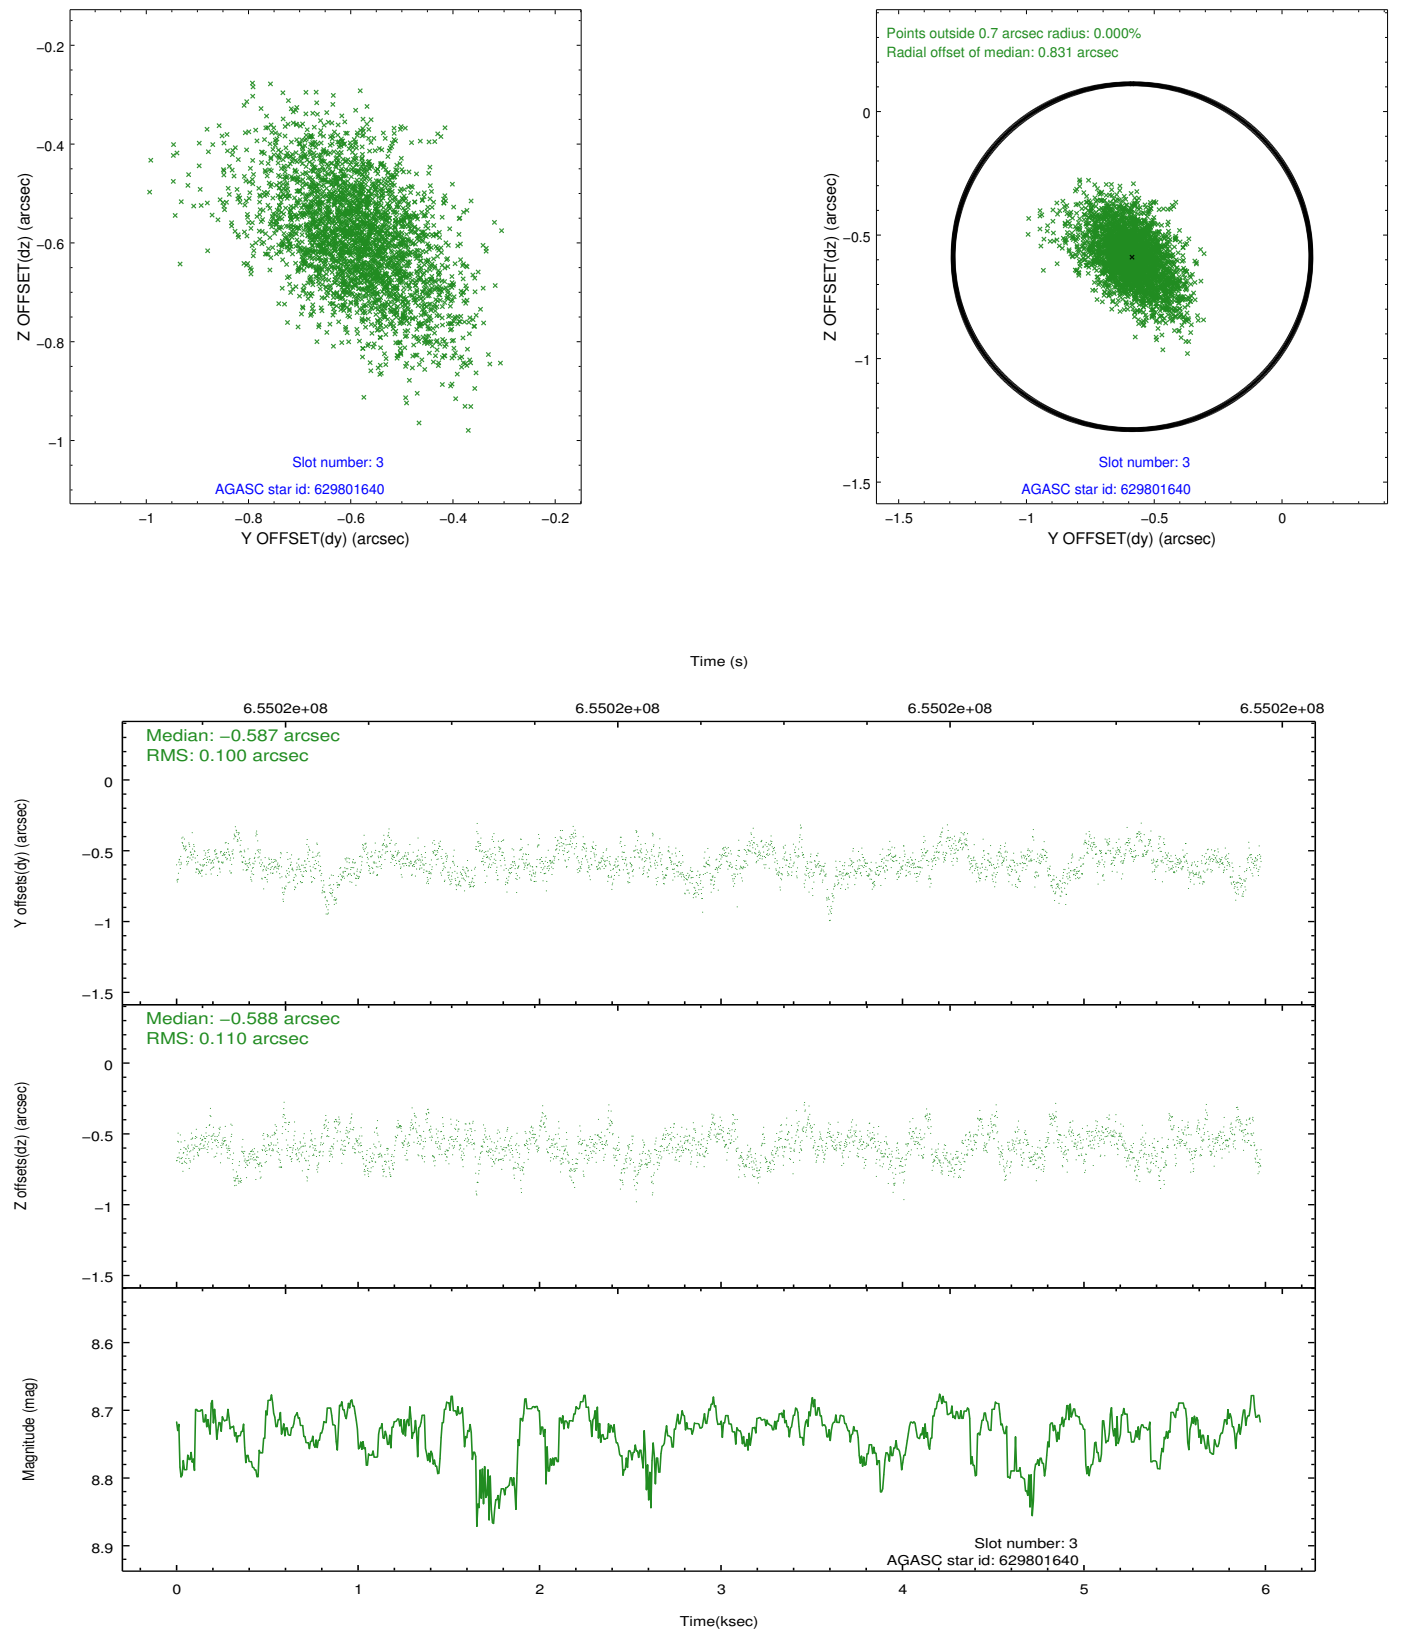 −0.2
−0.4
−0.6
−0.8
−1
Z OFFSET(dz) (arcsec)
Slot number: 3
AGASC star id: 629801640
−1
−0.8
−0.6
−0.4
−0.2
Y OFFSET(dy) (arcsec)
Points outside 0.7 arcsec radius: 0.000%
Radial offset of median: 0.831 arcsec
0
−0.5
−1
−1.5
Z OFFSET(dz) (arcsec)
Slot number: 3
AGASC star id: 629801640
−1.5
−1
−0.5
0
Y OFFSET(dy) (arcsec)
Time (s)
6.5502e+08
6.5502e+08
6.5502e+08
6.5502e+08
Median: −0.587 arcsec
RMS: 0.100 arcsec
0
−0.5
−1
−1.5
Y offsets(dy) (arcsec)
Median: −0.588 arcsec
RMS: 0.110 arcsec
0
−0.5
−1
−1.5
Z offsets(dz) (arcsec)
8.6
8.7
8.8
8.9
Magnitude (mag)
Slot number: 3
AGASC star id: 629801640
0
1
2
3
4
5
6
Time(ksec)